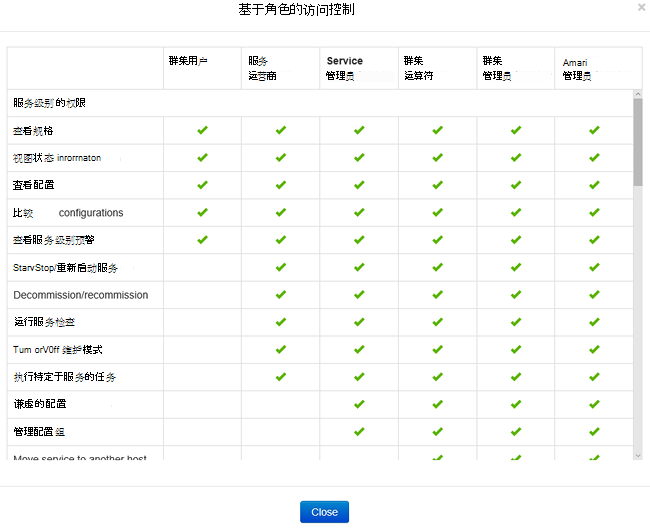 基于角色的访问控制
×
群集用户 服务 Service 群集 群集 Amari
运营商 管理员 运算符 管理员 管理员
服务级别的权限
查看规格
视图状态 inrorrnaton
查看配置
比较 configurations
查看服务级别预警
StarvStop/重新启动服务
Decommission/recommission
运行服务检查
Tum orV0ff 维护模式
执行特定于服务的任务
谦虚的配置
管理配置组
Move service to another host
Close